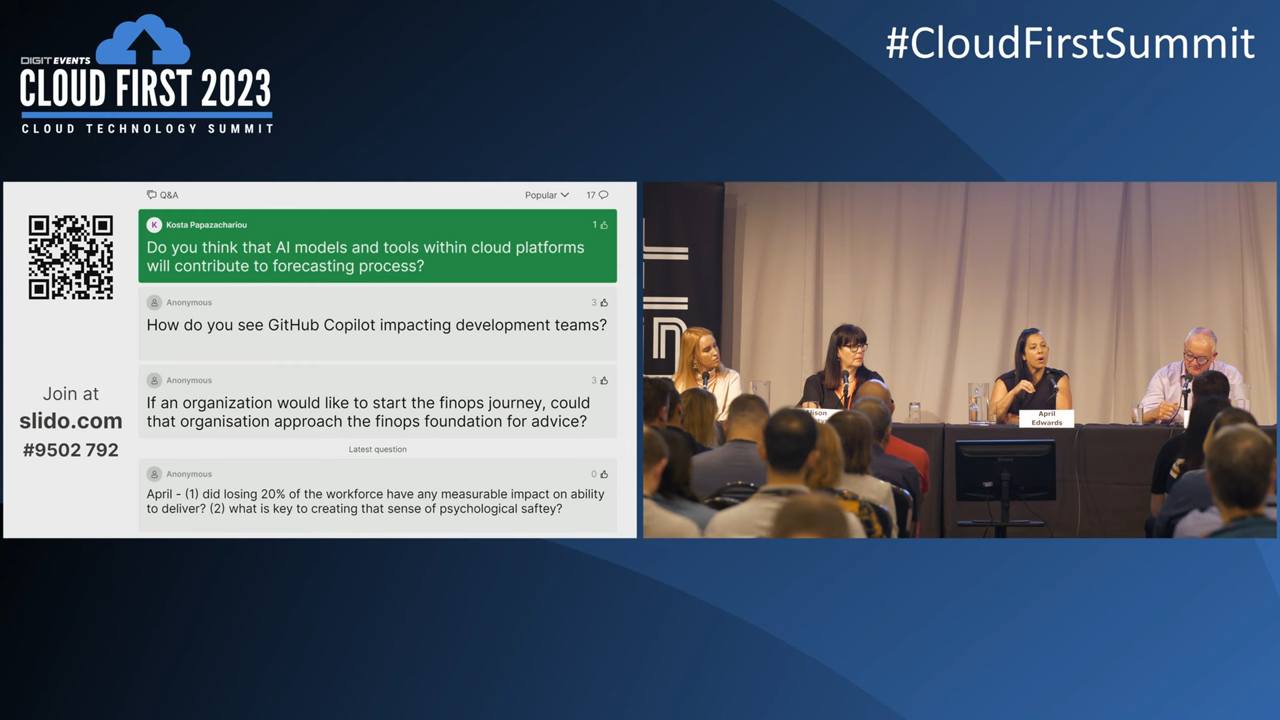 DIGIT EVENTS
CLOUD FIRST 2023
CLOUD TECHNOLOGY SUMMIT
#CloudFirstSummit
Q&A
Popular
17
K
Kosta Papazachariou
1
Do you think that AI models and tools within cloud platforms
will contribute to forecasting process?
Anonymous
3
How do you see GitHub Copilot impacting development teams?
Anonymous
3
If an organization would like to start the finops journey, could
that organisation approach the finops foundation for advice?
Latest question
Anonymous
0
April - (1) did losing 20% of the workforce have any measurable impact on ability
to deliver? (2) what is key to creating that sense of psychological saftey?
Join at
slido.com
#9502 792
April
Edwards